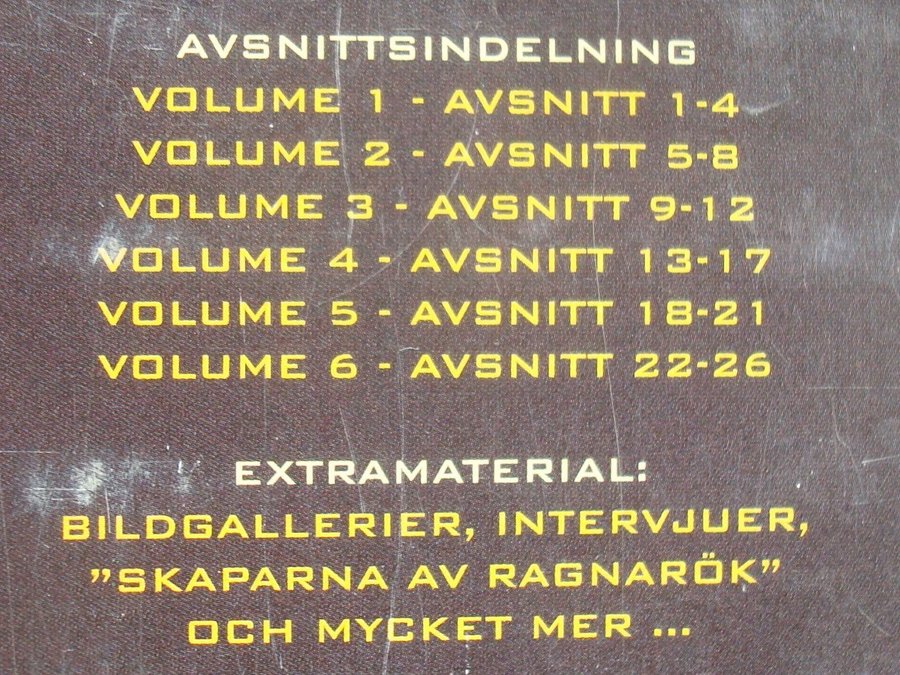 AVSNITTSINDELNING
VOLUME 1 - AVSNITT 1-4
VOLUME 2 - AVSNITT 5-8
VOLUME 3 - AVSNITT 9-12
VOLUME 4 - AVSNITT 13-17
VOLUME 5 - AVSNITT 18-21
VOLUME 6 - AVSNITT 22-26
EXTRAMATERIAL:
BILDGALLERIER, INTERVJUER,
”SKAPARNA AV RAGNARÖK”
OCH MYCKET MER ...